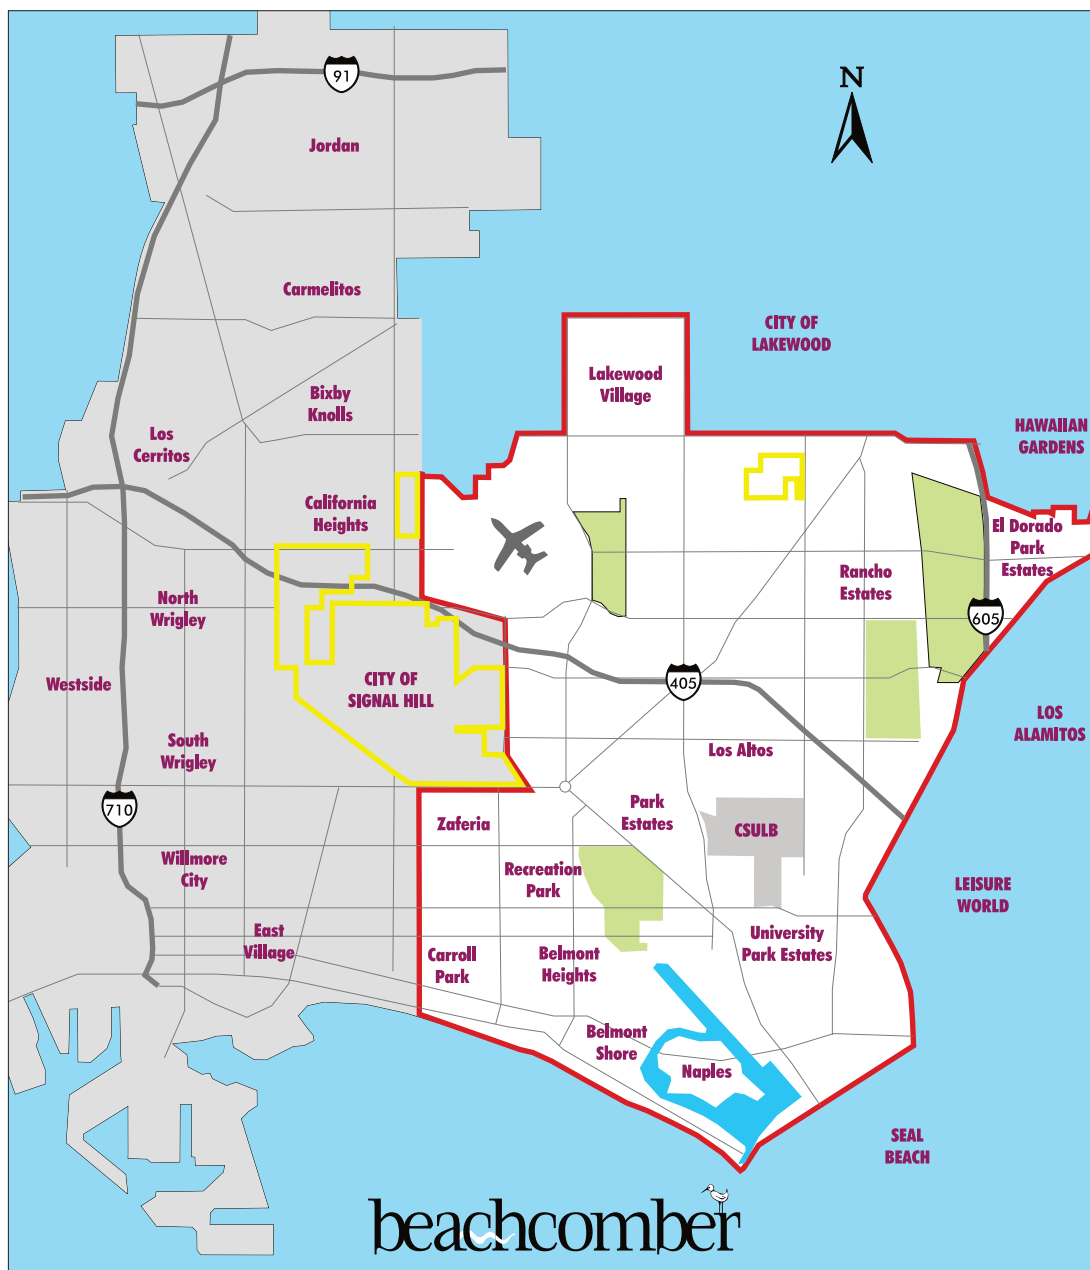 91
N
Jordan
Carmelitos
CITY OF
LAKEWOOD
Lakewood
Village
Bixby
Knolls
Los
Cerritos
HAWAIIAN
GARDENS
California
Heights
El Dorado
Park
Estates
Rancho
Estates
North
Wrigley
605
Westside
CITY OF
SIGNAL HILL
405
LOS
ALAMITOS
South
Wrigley
Los Altos
710
Zaferia
Park
Estates
CSULB
Willmore
City
Recreation
Park
LEISURE
WORLD
East
Village
Carroll
Park
Belmont
Heights
University
Park Estates
Belmont
Shore
Naples
SEAL
BEACH
beachcomber